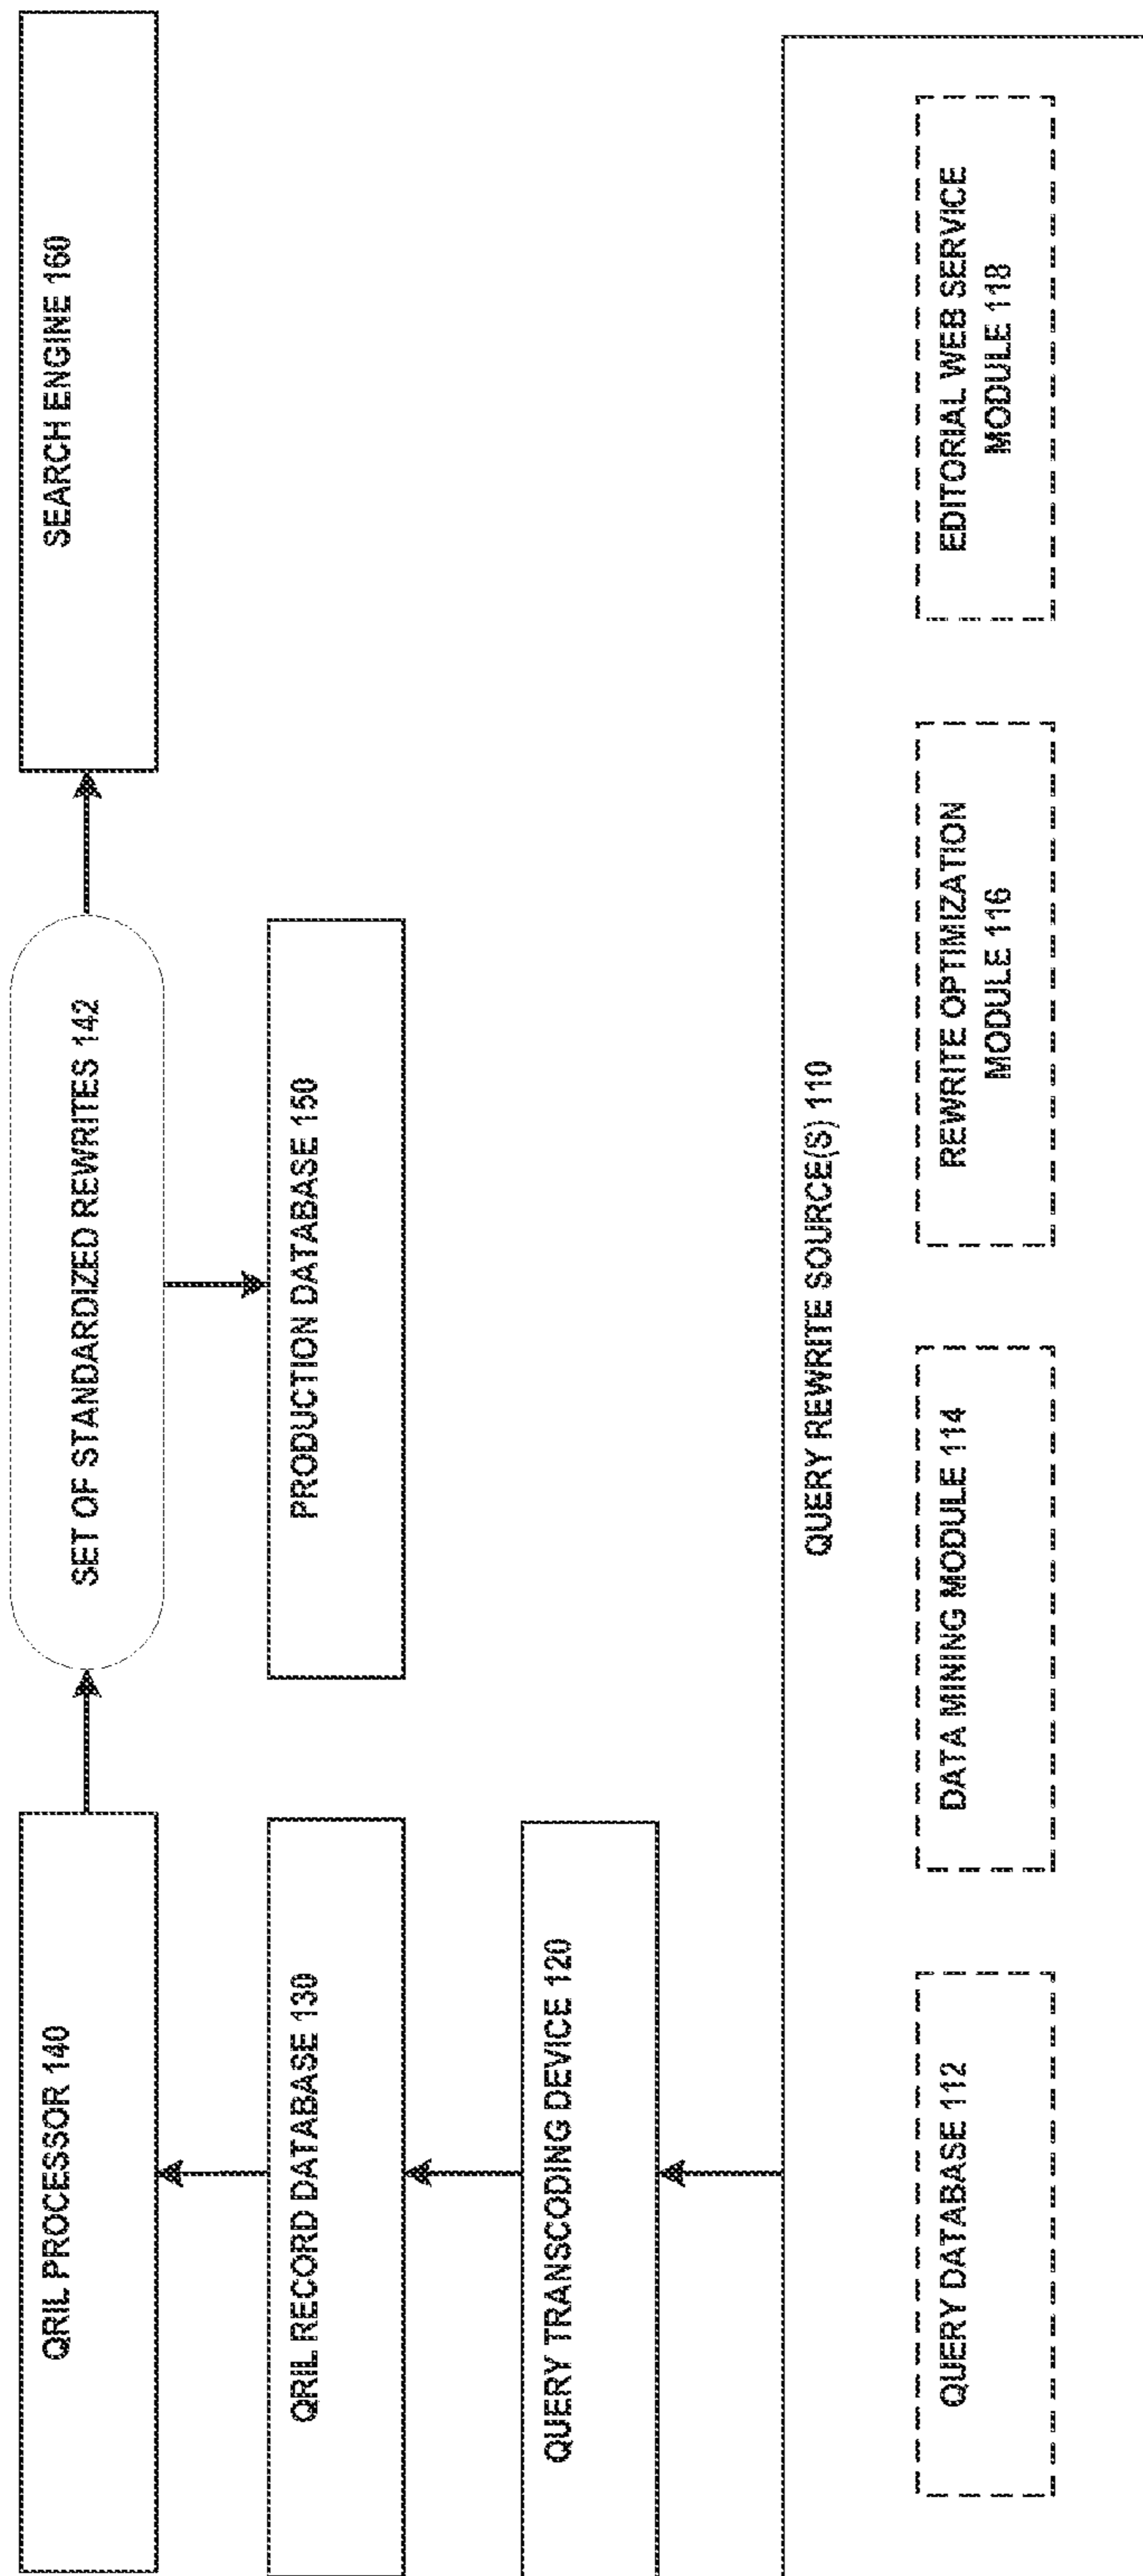 QRIL PROCESSOR 140
SET OF STANDARDIZED REWRITES 142
SEARCH ENGINE 160
QRIL RECORD DATABASE 130
PRODUCTION DATABASE 150
QUERY TRANSCODING DEVICE 120
QUERY REWRITE SOURCE(S) 110
QUERY DATABASE 112
DATA MINING MODULE 114
REWRITE OPTIMIZATION
MODULE 116
EDITORIAL WEB SERVICE
MODULE 118